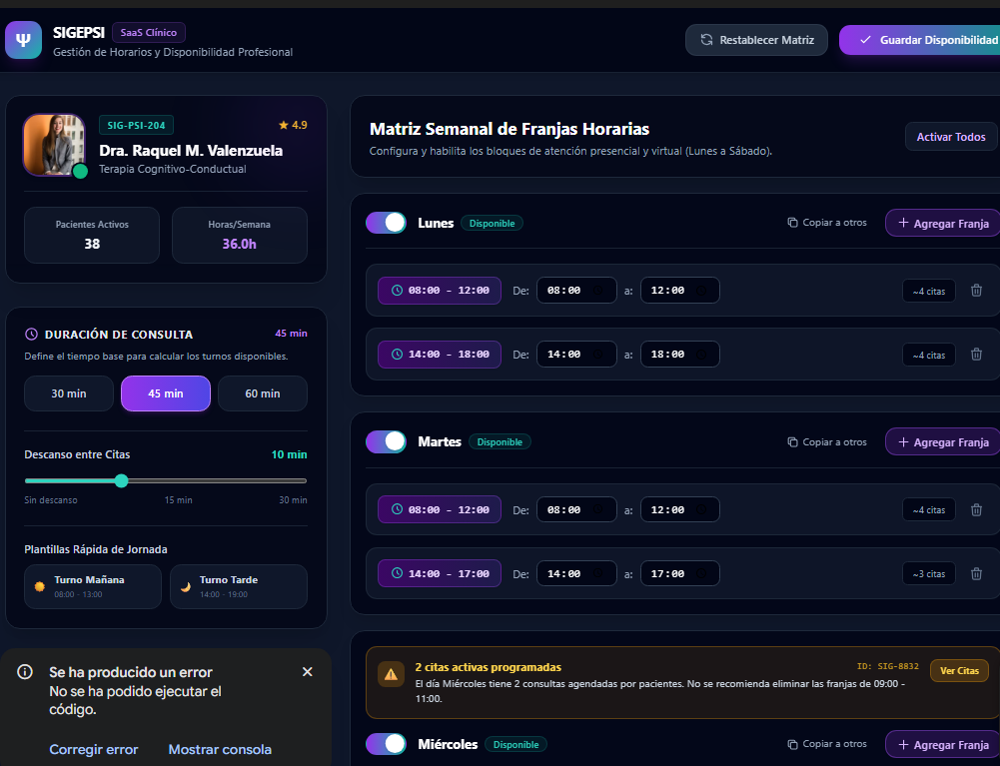 Ψ
SIGEPSI
SaaS Clínico
Gestión de Horarios y Disponibilidad Profesional
Restablecer Matriz
Guardar Disponibilidad
SIG-PSI-204
★ 4.9
Dra. Raquel M. Valenzuela
Terapia Cognitivo-Conductual
Pacientes Activos
38
Horas/Semana
36.0h
DURACIÓN DE CONSULTA
45 min
Define el tiempo base para calcular los turnos disponibles.
30 min
45 min
60 min
Descanso entre Citas
10 min
Sin descanso
15 min
30 min
Plantillas Rápida de Jornada
Turno Mañana
08:00 - 13:00
Turno Tarde
14:00 - 19:00
Se ha producido un error
No se ha podido ejecutar el
código.
Corregir error
Mostrar consola
Matriz Semanal de Franjas Horarias
Configura y habilita los bloques de atención presencial y virtual (Lunes a Sábado).
Activar Todos
Lunes
Disponible
Copiar a otros
+ Agregar Franja
08:00 - 12:00
De:
08:00
a:
12:00
~4 citas
14:00 - 18:00
De:
14:00
a:
18:00
~4 citas
Martes
Disponible
Copiar a otros
+ Agregar Franja
08:00 - 12:00
De:
08:00
a:
12:00
~4 citas
14:00 - 17:00
De:
14:00
a:
17:00
~3 citas
2 citas activas programadas
ID: SIG-8832
El día Miércoles tiene 2 consultas agendadas por pacientes. No se recomienda eliminar las franjas de 09:00 -
11:00.
Ver Citas
Miércoles
Disponible
Copiar a otros
+ Agregar Franja